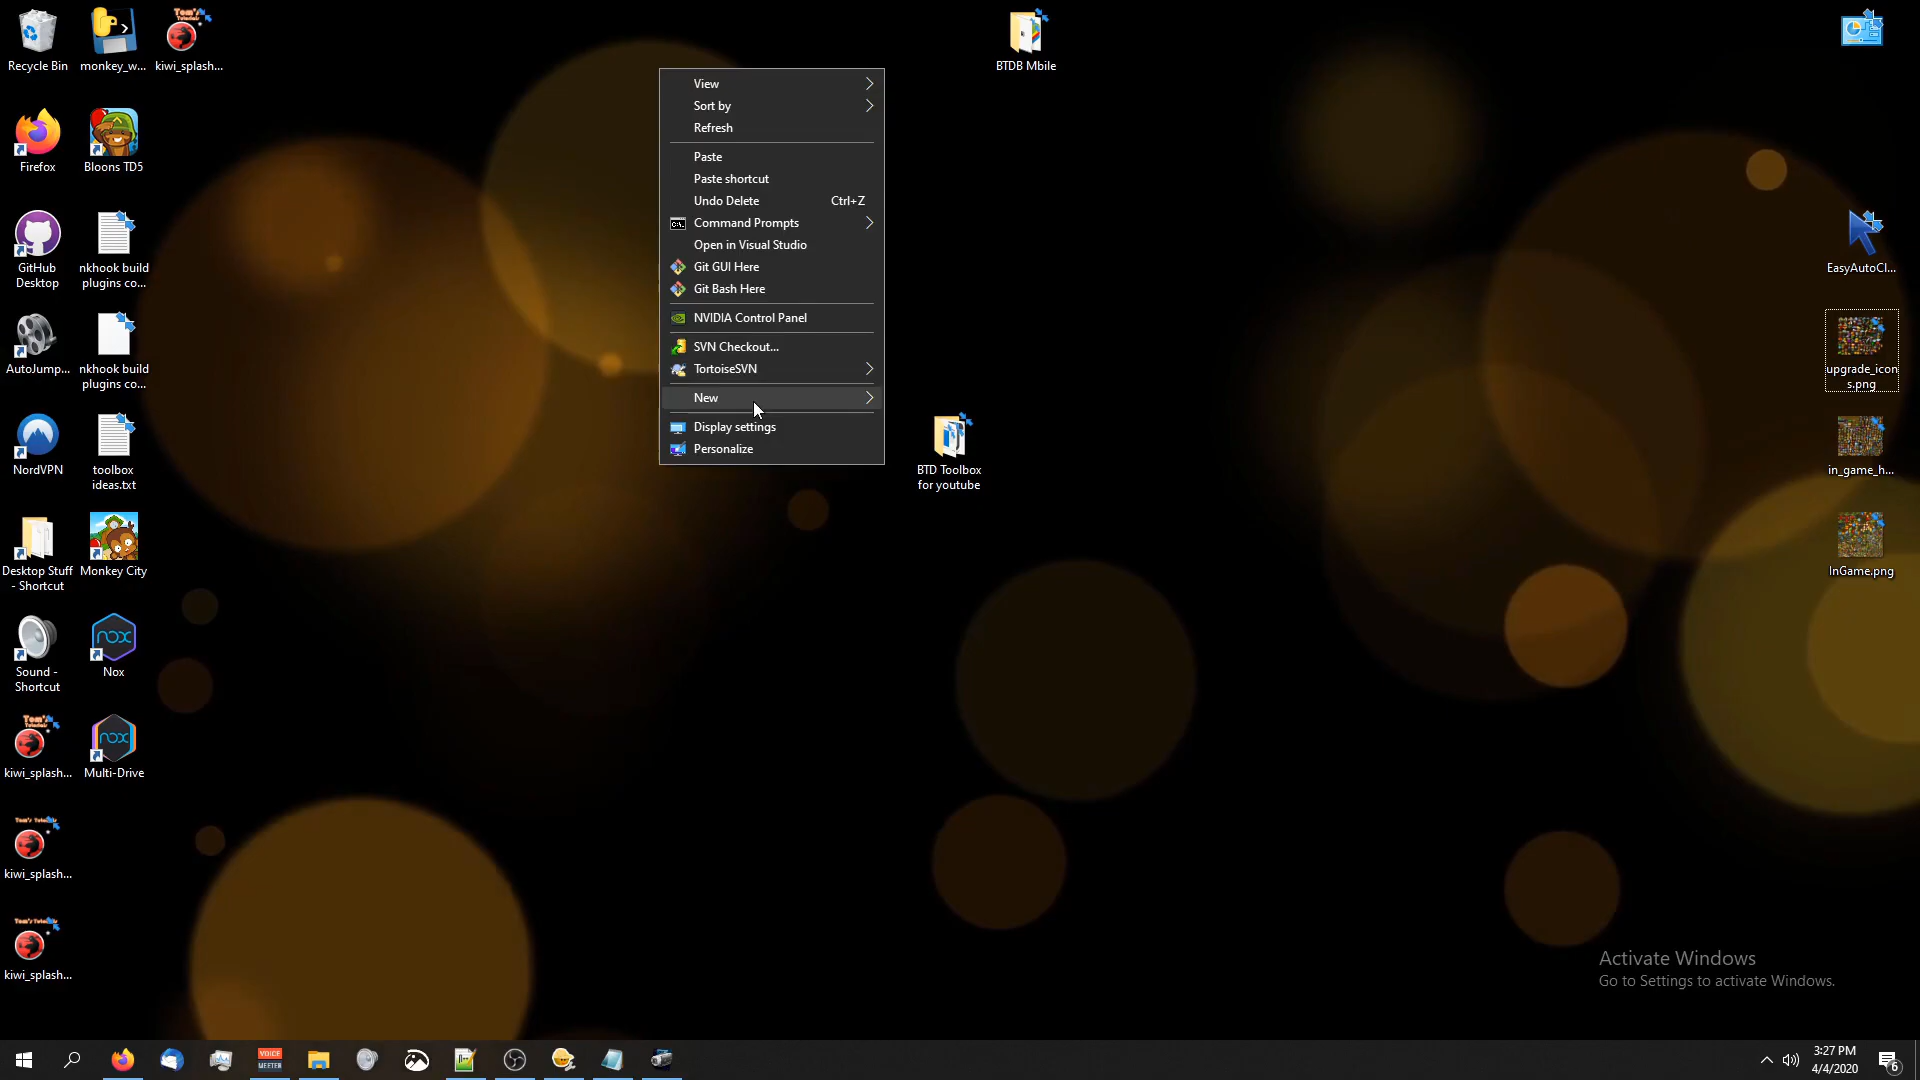 Recycle Bin
monkey_w...
kiwi_splash...
BTDB Mbile
Firefox
Bloons TD5
GitHub
Desktop
nkhook build
plugins co...
AutoJump...
nkhook build
plugins co...
NordVPN
toolbox
ideas.txt
Desktop Stuff
- Shortcut
Monkey City
Sound -
Shortcut
Nox
kiwi_splash...
Multi-Drive
kiwi_splash...
kiwi_splash...
View
Sort by
Refresh
Paste
Paste shortcut
Undo Delete Ctrl+Z
Command Prompts
Open in Visual Studio
Git GUI Here
Git Bash Here
NVIDIA Control Panel
SVN Checkout...
TortoiseSVN
New
Display settings
Personalize
BTD Toolbox
for youtube
EasyAutoCl...
upgrade_icon
s.png
in_game_h...
InGame.png
Activate Windows
Go to Settings to activate Windows.
VOICE
MEETER
3:27 PM
4/4/2020
6